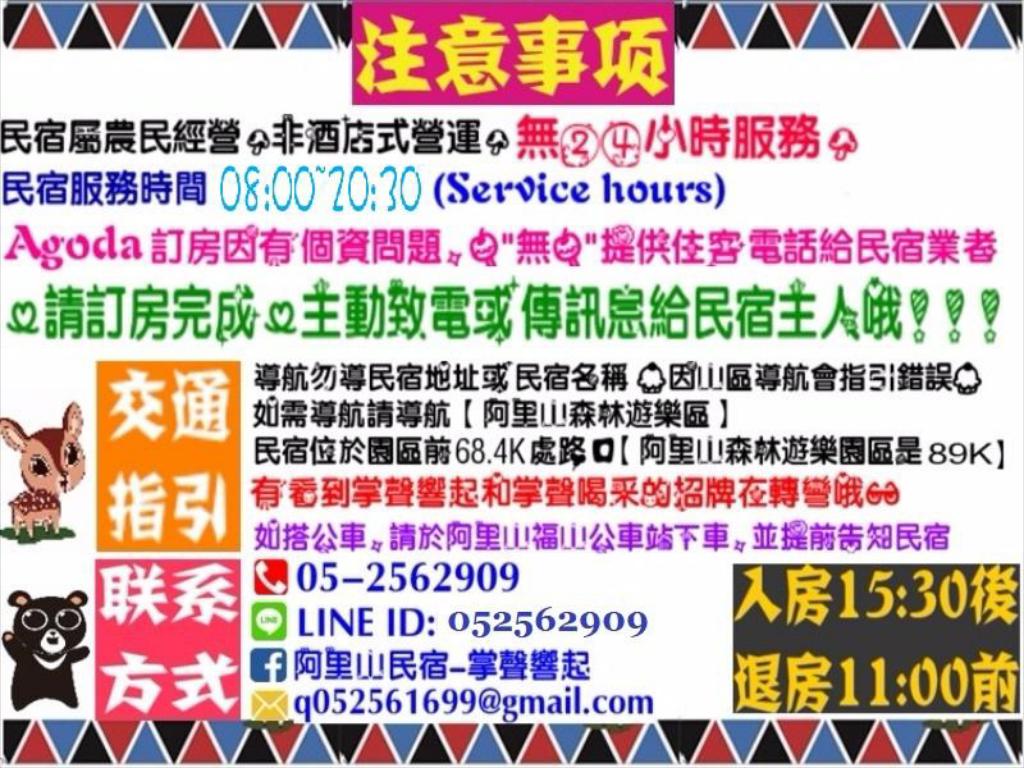 注意事项
民宿屬農民經營，非酒店式營運，無24小時服務，
民宿服務時間 08:00~20:30 (Service hours)
Agoda 訂房因有個資問題，"無"提供住客電話給民宿業者
請訂房完成 主動致電或傳訊息給民宿主人哦！！！
交通指引
導航勿導民宿地址或民宿名稱 因山區導航會指引錯誤
如需導航請導航【阿里山森林遊樂區】
民宿位於園區前68.4K處路口【阿里山森林遊樂園區是89K】
有看到掌聲響起和掌聲喝采的招牌在轉彎哦
如搭公車，請於阿里山福山公車站下車，並提前告知民宿
联系方式
05-2562909
LINE ID: 052562909
阿里山民宿-掌聲響起
q052561699@gmail.com
入房15:30後
退房11:00前